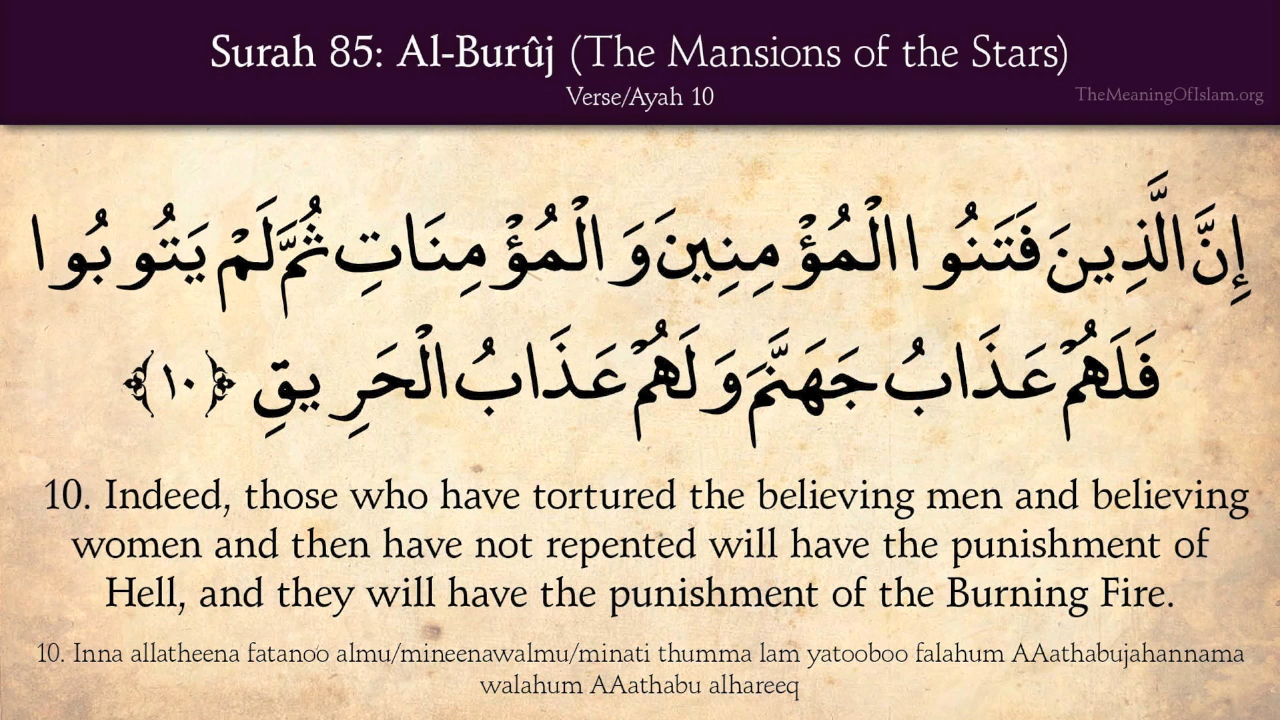 Surah 85: Al-Burûj (The Mansions of the Stars)
Verse/Ayah 10
TheMeaningOfIslam.org
إِنَّ الَّذِينَ فَتَنُوا الْمُؤْمِنِينَ وَالْمُؤْمِنَاتِ ثُمَّ لَمْ يَتُوبُوا
فَلَهُمْ عَذَابُ جَهَنَّمَ وَلَهُمْ عَذَابُ الْحَرِيقِ ﴿١٠﴾
10. Indeed, those who have tortured the believing men and believing
women and then have not repented will have the punishment of
Hell, and they will have the punishment of the Burning Fire.
10. Inna allatheena fatanoo almu/mineenawalmu/minati thumma lam yatooboo falahum AAathabujahannama
walahum AAathabu alhareeq